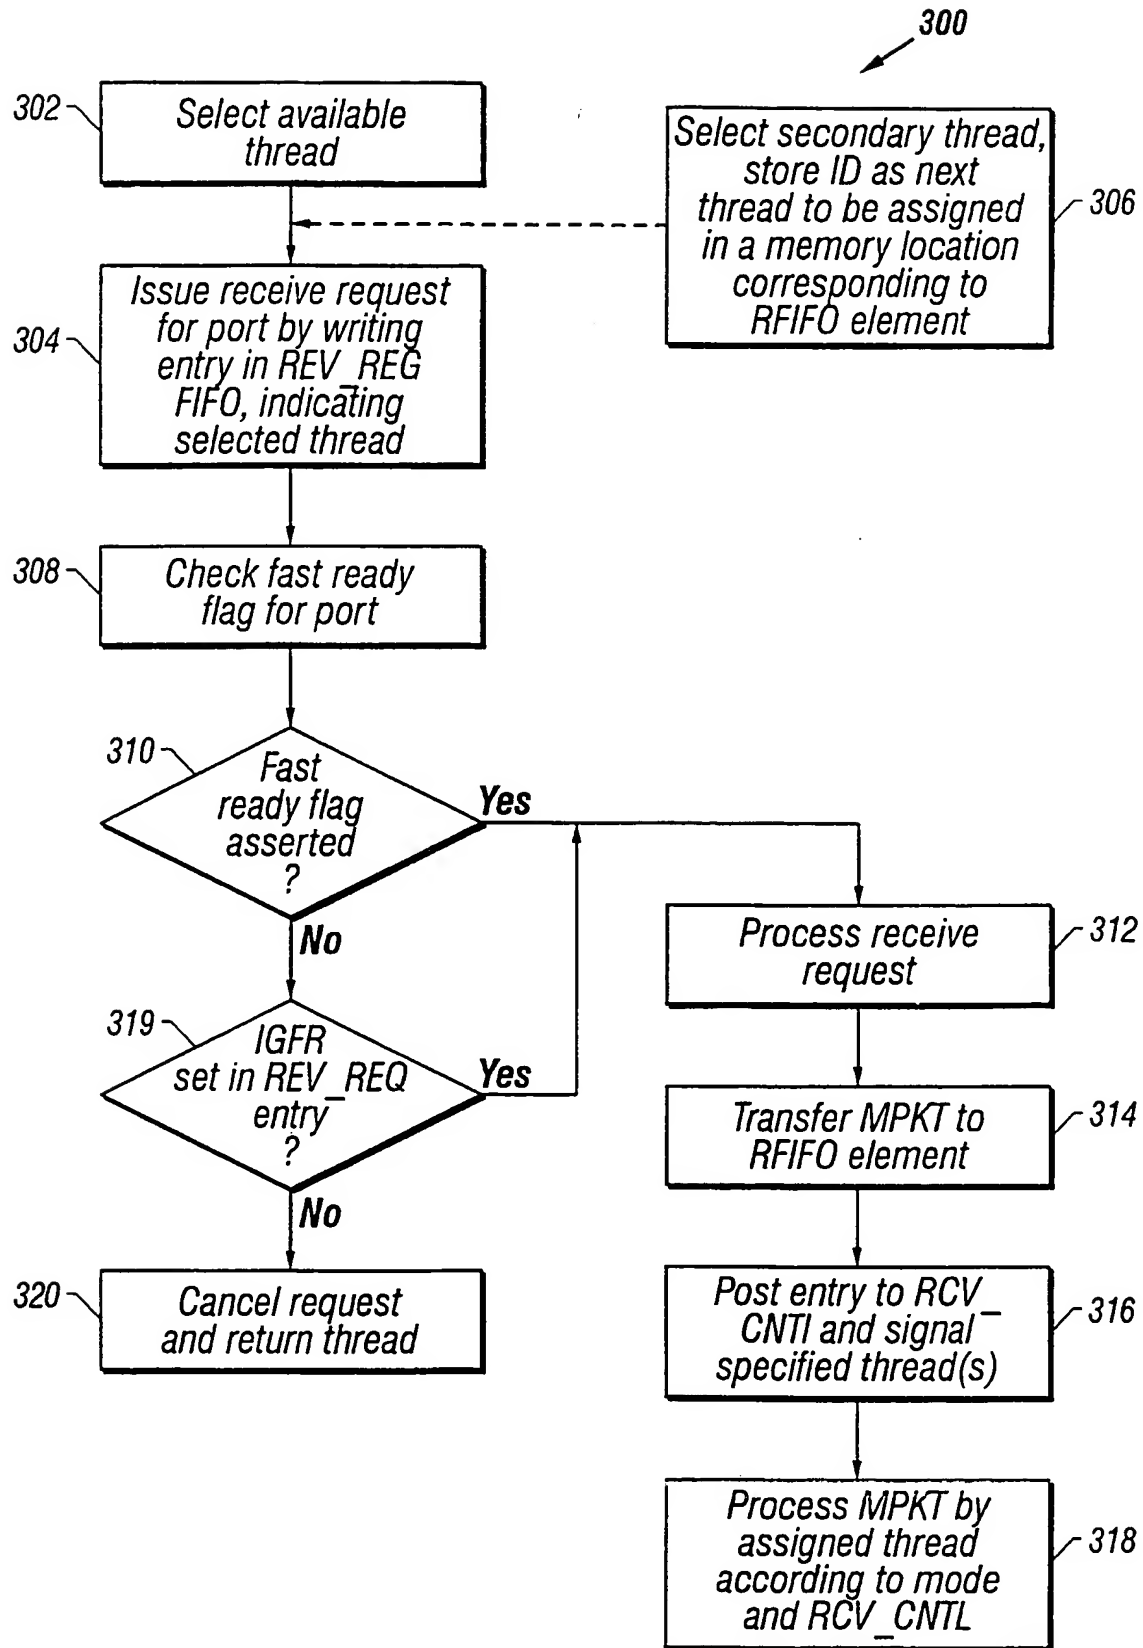 300
302
Select available
thread
Select secondary thread,
store ID as next
thread to be assigned
in a memory location
corresponding to
RFIFO element
306
304
Issue receive request
for port by writing
entry in REV_REG
FIFO, indicating
selected thread
308
Check fast ready
flag for port
310
Fast
ready flag
asserted
?
Yes
No
312
Process receive
request
319
IGFR
set in REV_REQ
entry
?
Yes
No
314
Transfer MPKT to
RFIFO element
320
Cancel request
and return thread
316
Post entry to RCV_
CNTI and signal
specified thread(s)
318
Process MPKT by
assigned thread
according to mode
and RCV_CNTL